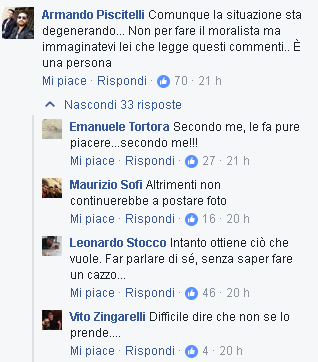 Armando Piscitelli Comunque la situazione sta
degenerando... Non per fare il moralista ma
immaginatevi lei che legge questi commenti.. È
una persona
Mi piace · Rispondi · 70 · 21 h
Nascondi 33 risposte
Emanuele Tortora Secondo me, le fa pure
piacere...secondo me!!!
Mi piace · Rispondi · 27 · 21 h
Maurizio Sofi Altrimenti non
continuerebbe a postare foto
Mi piace · Rispondi · 16 · 20 h
Leonardo Stocco Intanto ottiene ciò che
vuole. Far parlare di sé, senza saper fare
un cazzo...
Mi piace · Rispondi · 46 · 20 h
Vito Zingarelli Difficile dire che non se lo
prende....
Mi piace · Rispondi · 4 · 20 h